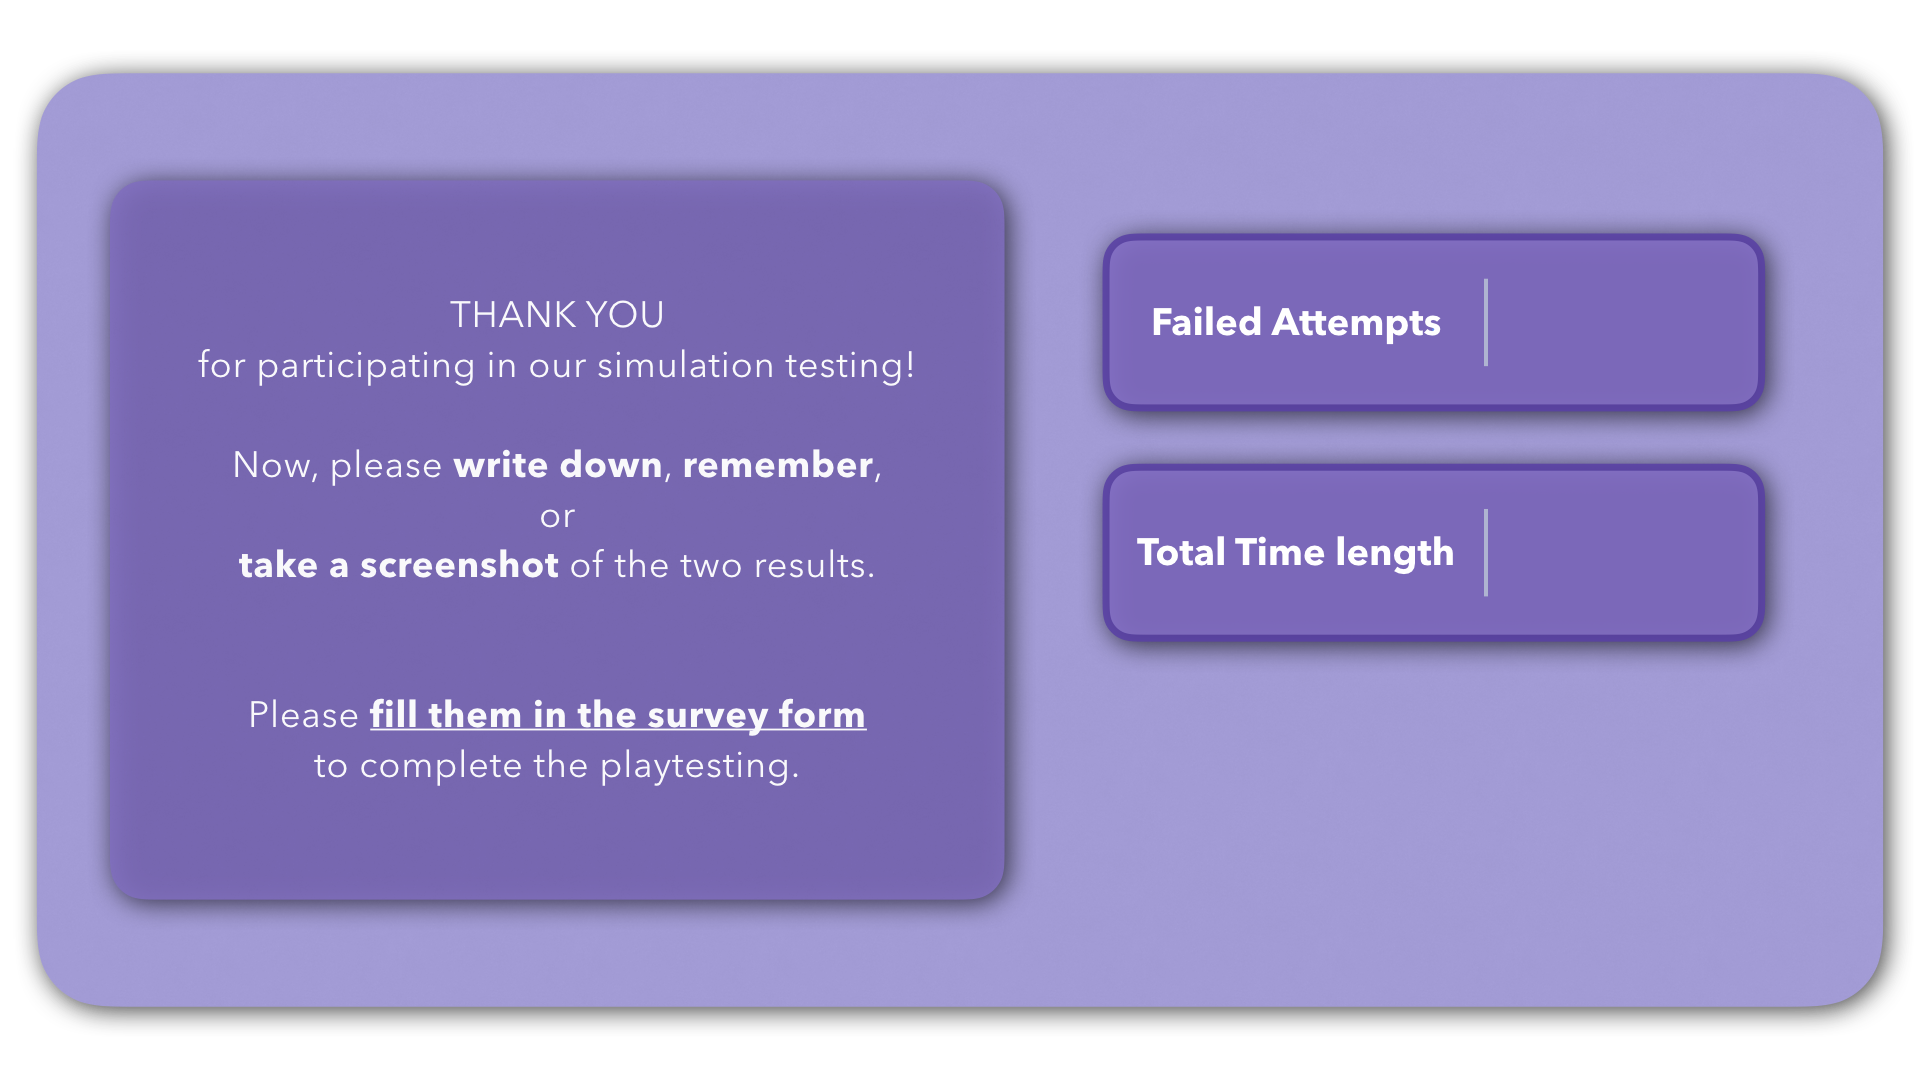 THANK YOU
for participating in our simulation testing!
Now, please write down, remember,
or
take a screenshot of the two results.
Please fill them in the survey form
to complete the playtesting.
Failed Attempts
Total Time length